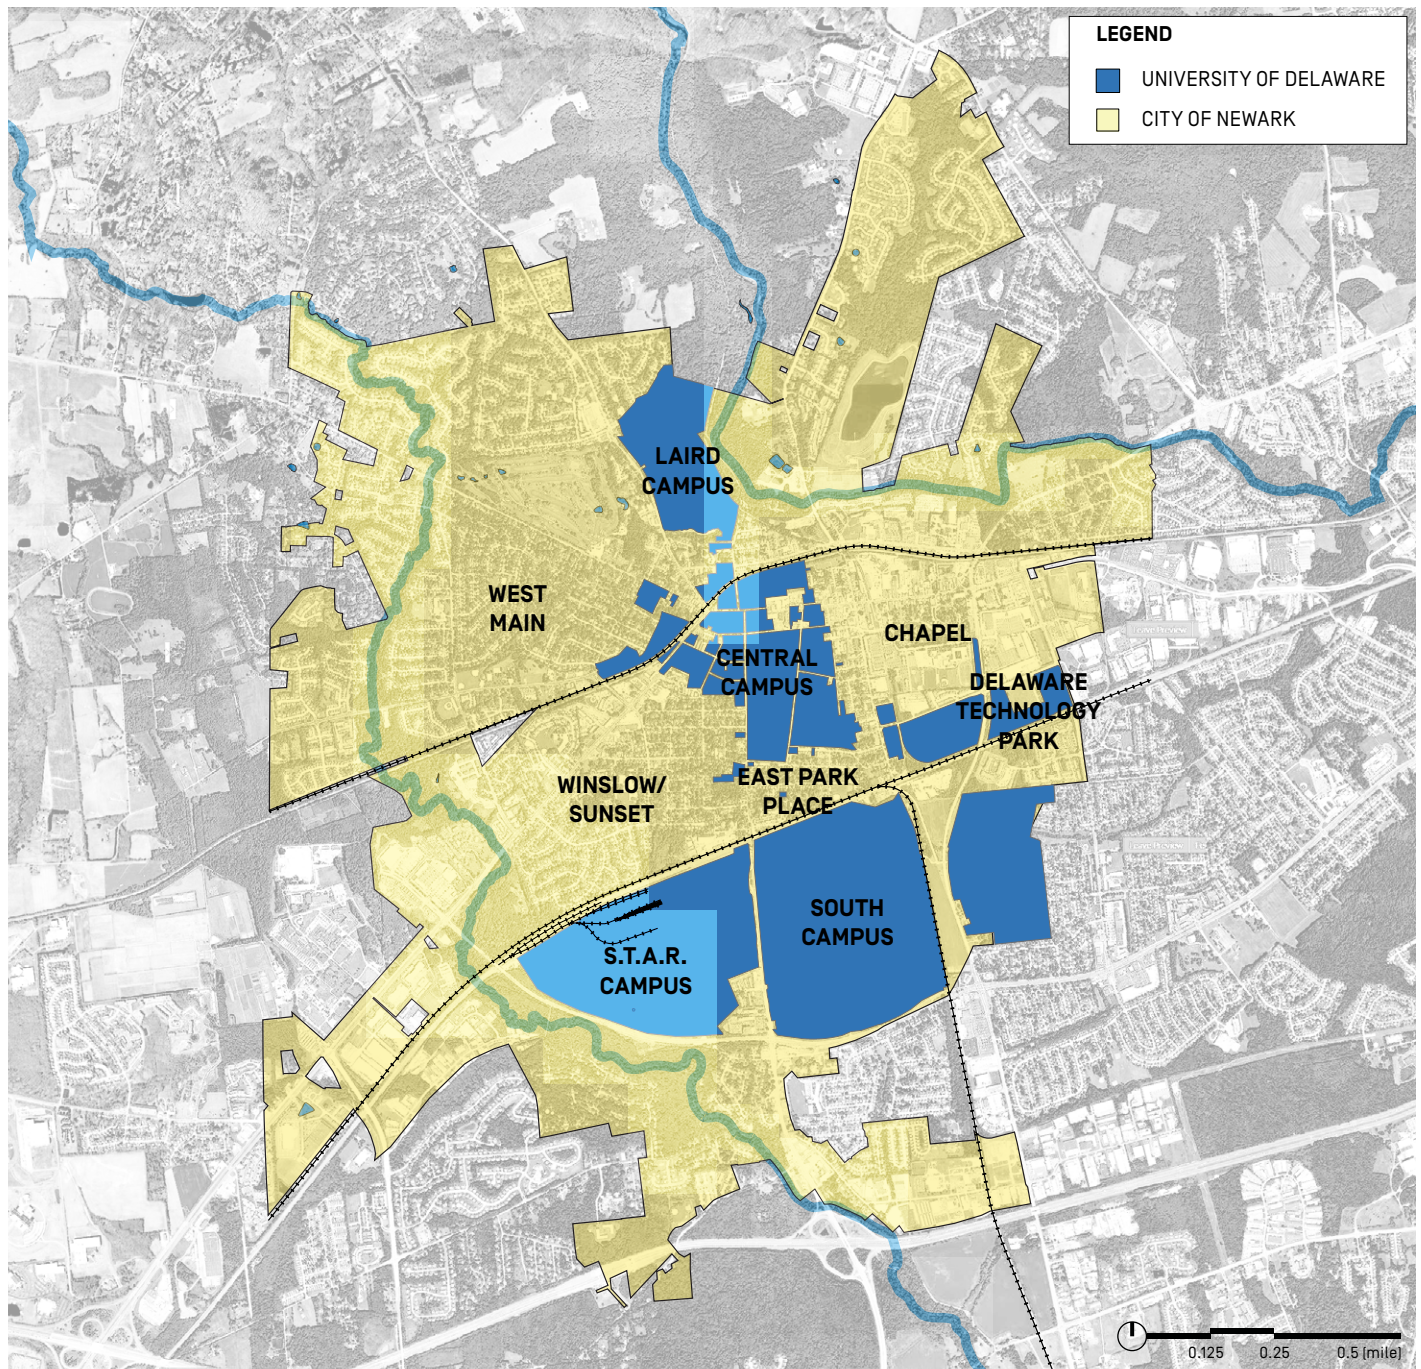 LEGEND
UNIVERSITY OF DELAWARE
CITY OF NEWARK
LAIRD
CAMPUS
WEST
MAIN
CHAPEL
CENTRAL
CAMPUS
DELAWARE
TECHNOLOGY
PARK
WINSLOW/
SUNSET
EAST PARK
PLACE
SOUTH
CAMPUS
S.T.A.R.
CAMPUS
0.125 0.25 0.5 (mile)